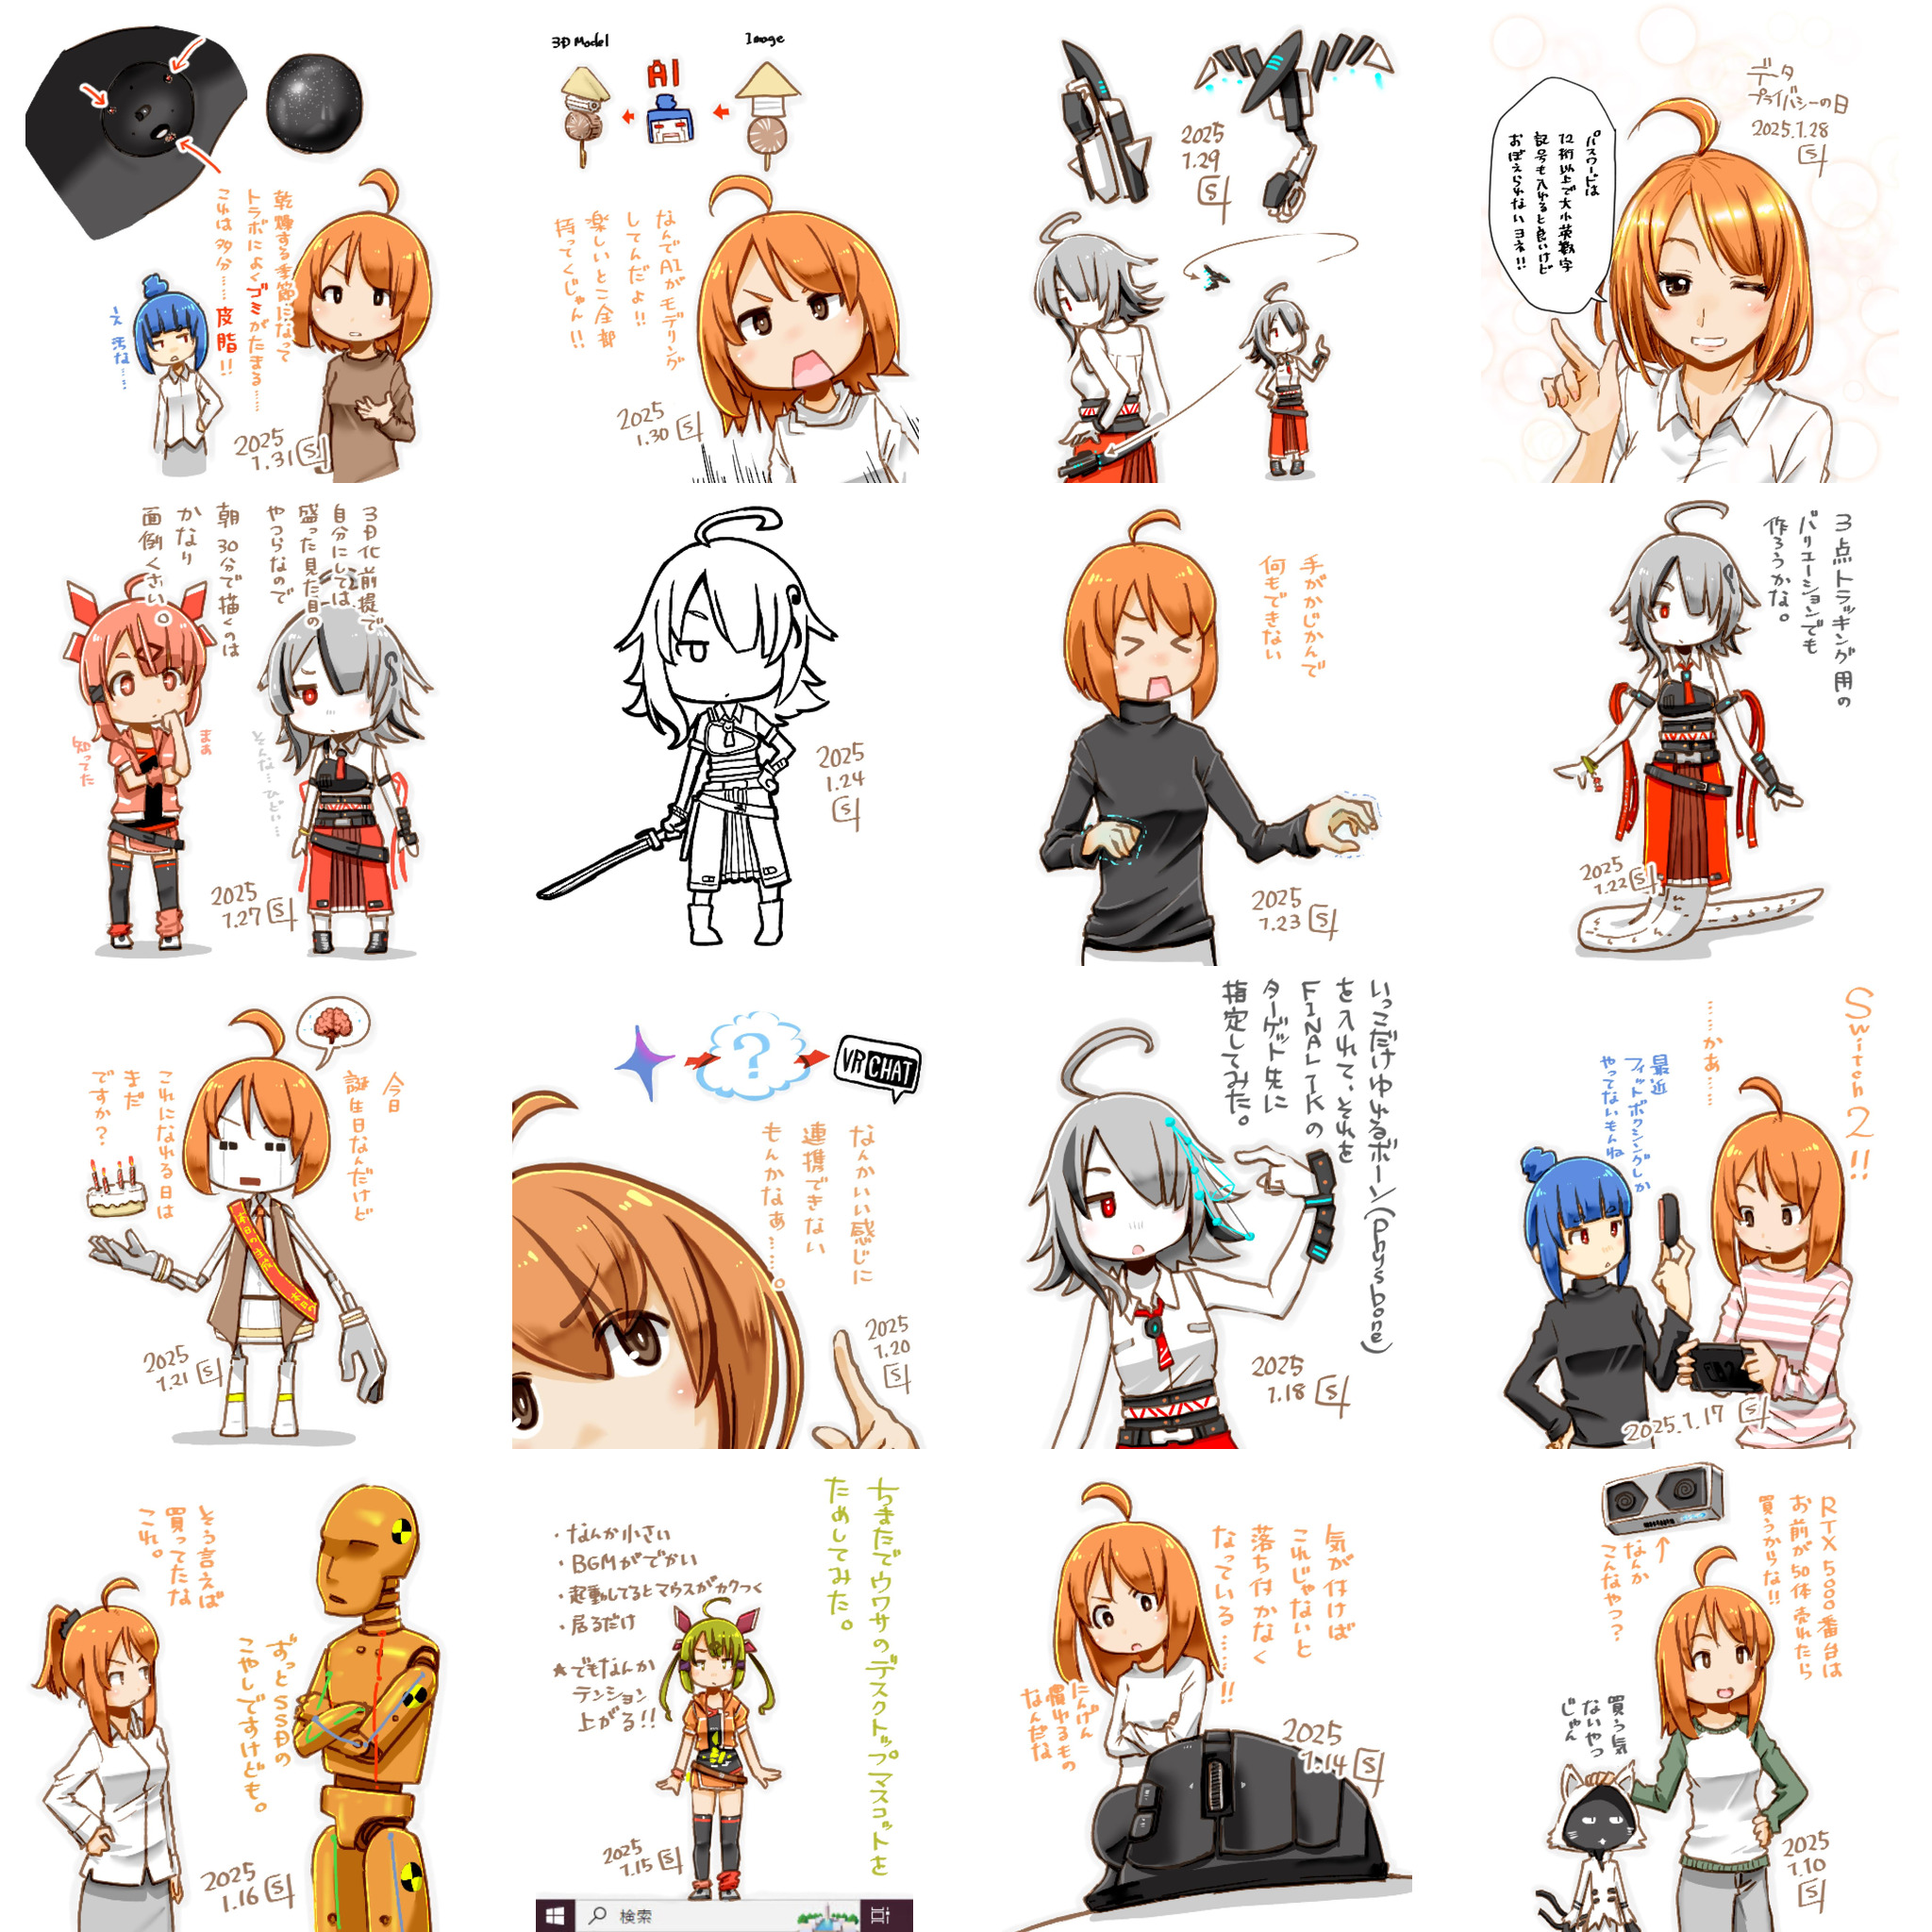 乾燥する季節になって
トラボによくゴミがたまる……
これは多分……皮脂!!
え 汚な……
2025
1.31
3D Model
AI
Image
なんでAIがモデリング
してんだよ!!
楽しいとこ全部
持ってくじゃん!!
2025
1.30
2025
1.29
データ
プライバシーの日
2025.1.28
パスワードは
12桁以上で大小英数字
記号も入れると良いけど
おぼえられないヨネ!!
3D化前提で
自分にしては
盛った見た目の
やつらなので
朝30分で描くのは
かなり
面倒くさい。
まあ
知ってた
そんな…ひどい…
2025
1.27
2025
1.24
手がかじかんで
何もできない
2025
1.23
3点トラッキング用の
バリエーションでも
作ろうかな。
2025
1.22
今日
誕生日なんだけど
これになれる日は
まだ
ですか?
本日の主役
2025
1.21
?
VRCHAT
なんかいい感じに
連携できない
もんかなぁ……。
2025
1.20
いっこだけゆれるボーン(Physbone)
を入れて、それを
FINAL IKの
ターゲット先に
指定してみた。
2025
1.18
Switch2!!
……かあ……
最近
フィットボクシングしか
やってないもんね
2025.1.17
そう言えば
買ってたな
これ。
ずっとSSDの
こやしですけども。
2025
1.16
ちまたでウワサのデスクトップマスコットを
ためしてみた。
・なんか小さい
・BGMがでかい
・起動してるとマウスがカクつく
・居るだけ
★でもなんか
テンション
上がる!!
2025
1.15
検索
気が付けば
これじゃないと
落ち付かなく
なっている……!!
にんげん
慣れるもの
なんだな
2025
1.14
RTX5000番台は
お前が50体売れたら
買うからな!!
なんか
こんなやつ?
買う気
ないやつ
じゃん
2025
1.10